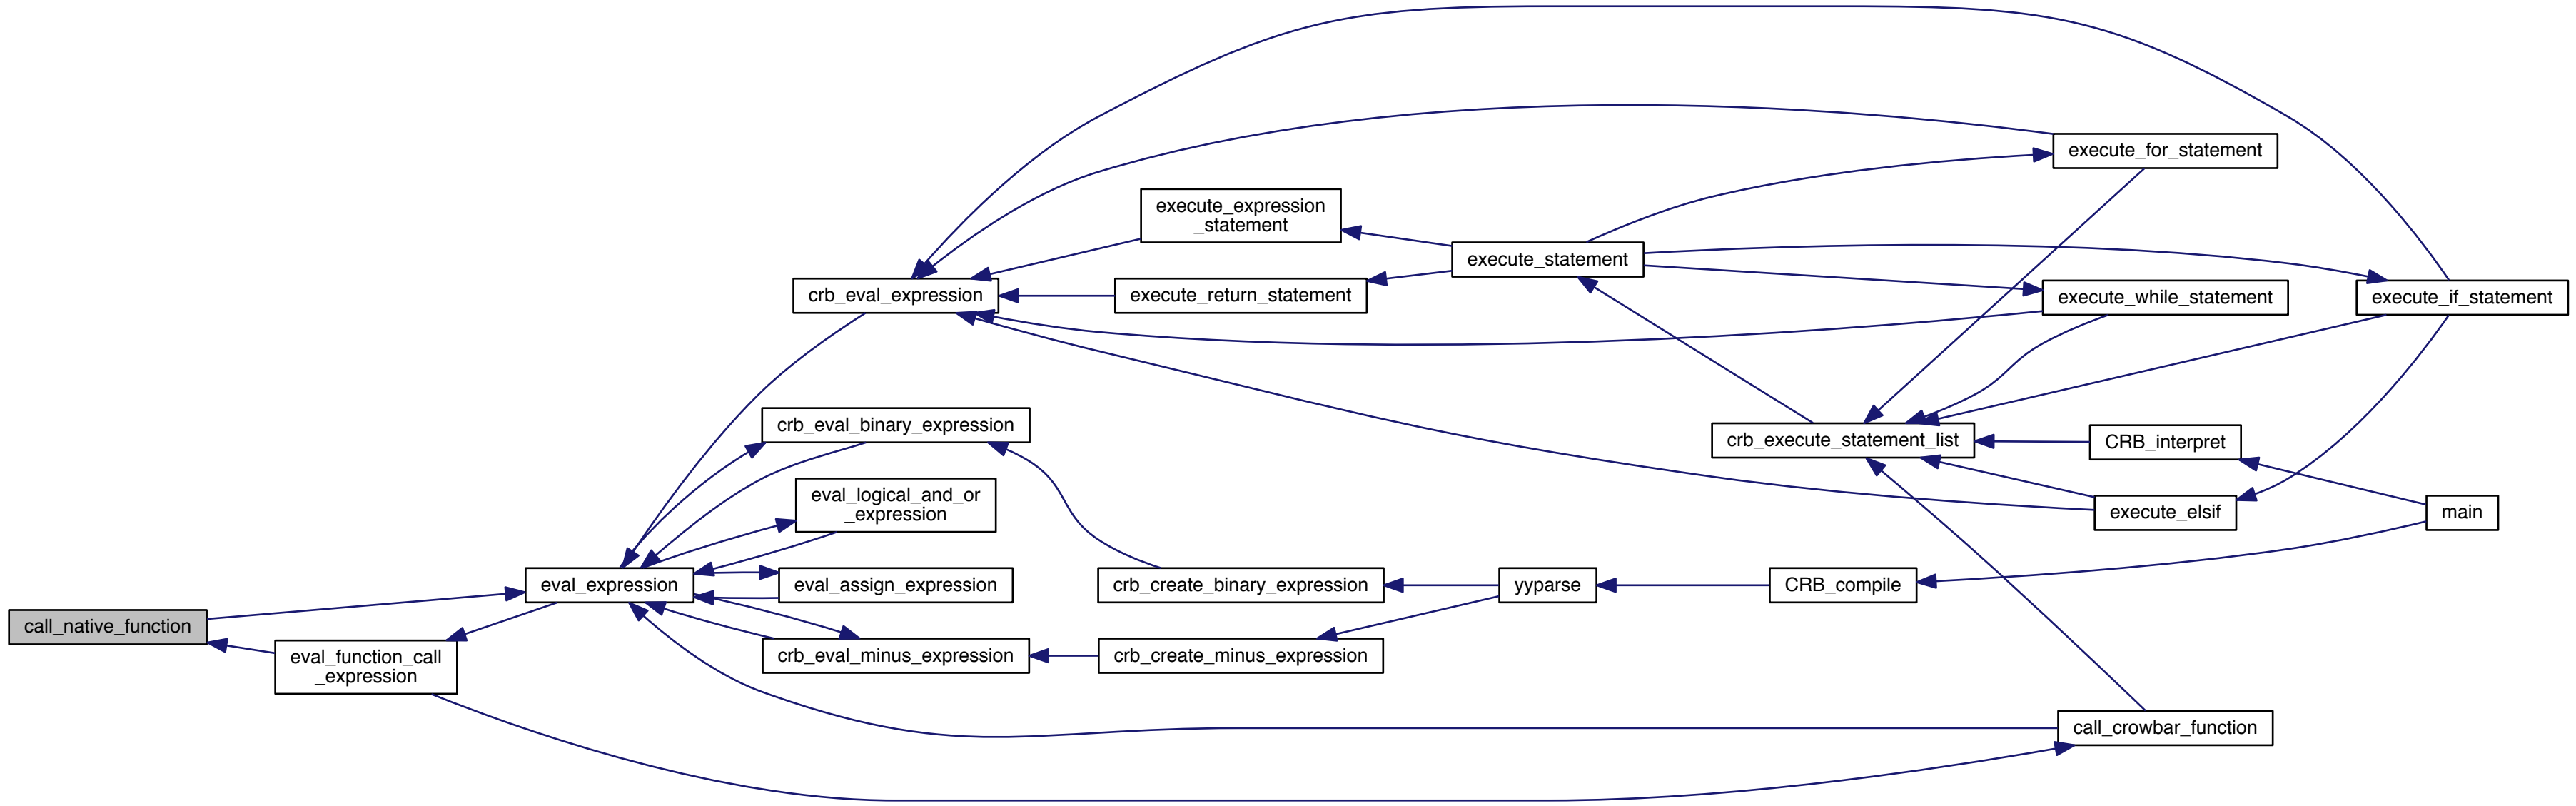 execute_for_statement
execute_expression
_statement
execute_statement
crb_eval_expression
execute_return_statement
execute_while_statement
execute_if_statement
crb_eval_binary_expression
crb_execute_statement_list
CRB_interpret
eval_logical_and_or
_expression
execute_elsif
main
eval_expression
eval_assign_expression
crb_create_binary_expression
yyparse
CRB_compile
call_native_function
eval_function_call
_expression
crb_eval_minus_expression
crb_create_minus_expression
call_crowbar_function